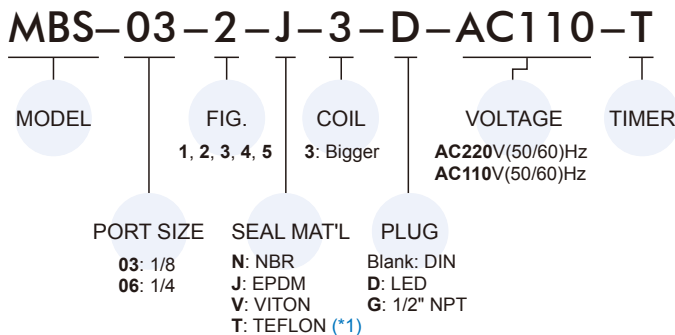 MBS–03–2–J–3–D–AC110–T
MODEL
FIG.
1, 2, 3, 4, 5
COIL
3: Bigger
VOLTAGE
AC220V(50/60)Hz
AC110V(50/60)Hz
TIMER
PORT SIZE
03: 1/8
06: 1/4
SEAL MAT'L
N: NBR
J: EPDM
V: VITON
T: TEFLON (*1)
PLUG
Blank: DIN
D: LED
G: 1/2" NPT